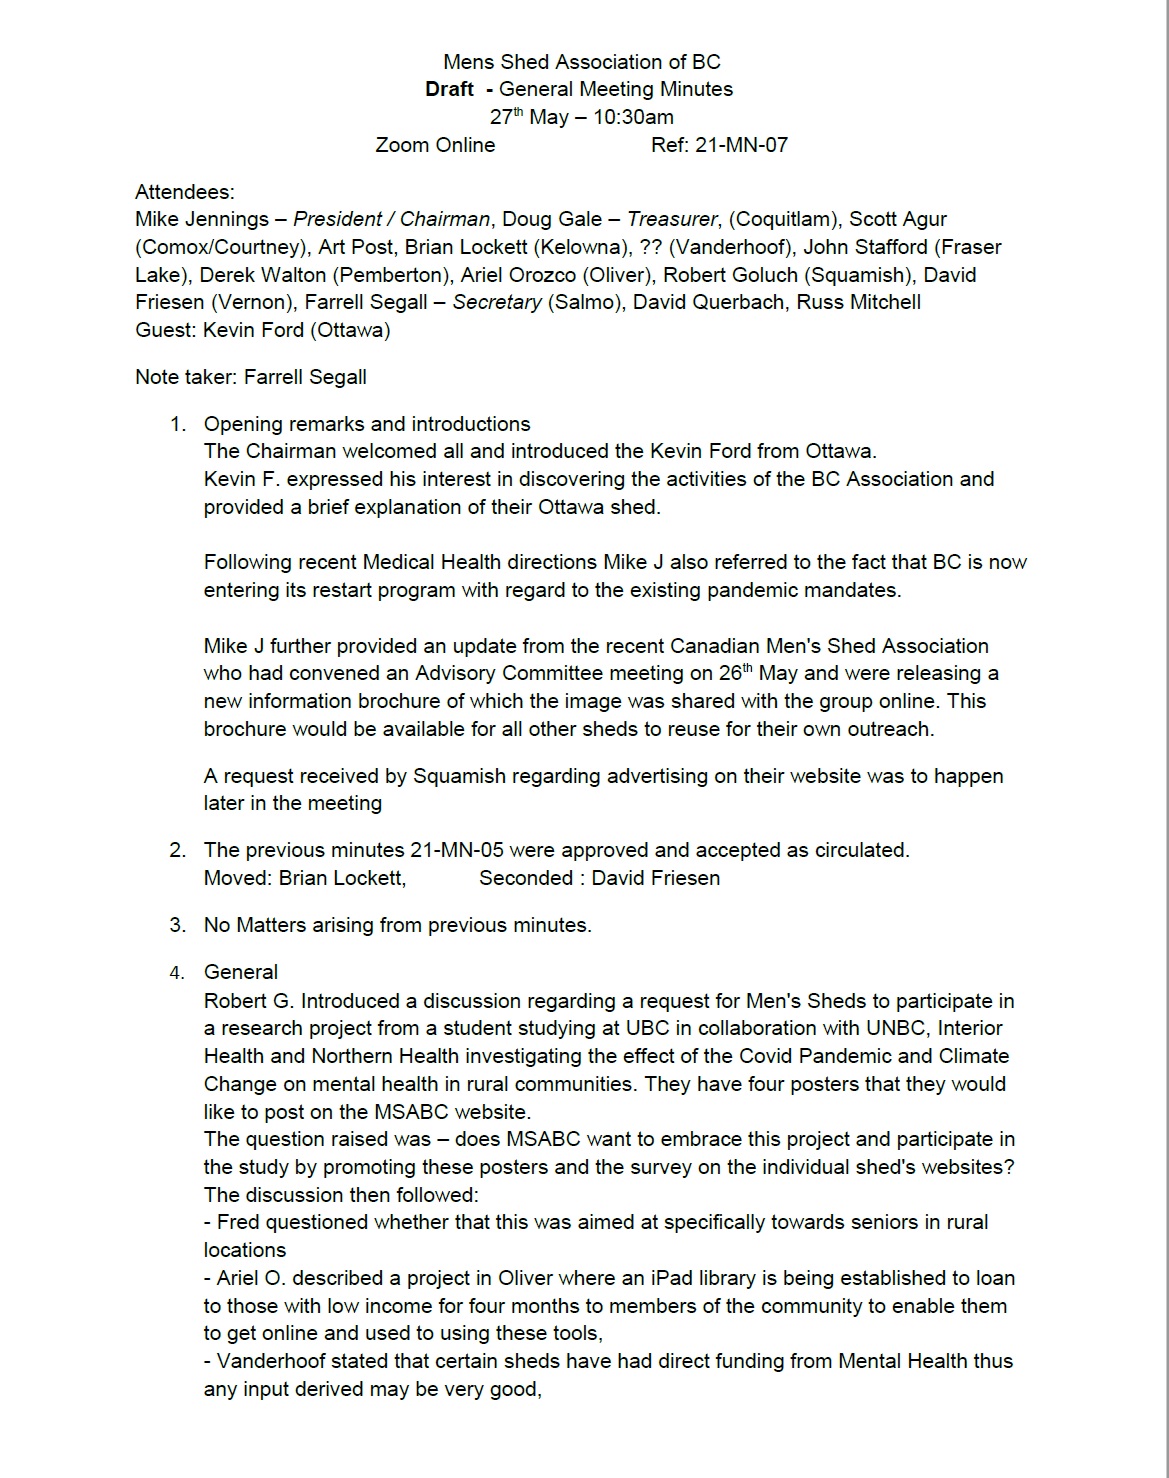 Mens Shed Association of BC
Draft - General Meeting Minutes
27th May – 10:30am
Zoom Online Ref: 21-MN-07
Attendees:
Mike Jennings – President / Chairman, Doug Gale – Treasurer, (Coquitlam), Scott Agur
(Comox/Courtney), Art Post, Brian Lockett (Kelowna), ?? (Vanderhoof), John Stafford (Fraser
Lake), Derek Walton (Pemberton), Ariel Orozco (Oliver), Robert Goluch (Squamish), David
Friesen (Vernon), Farrell Segall – Secretary (Salmo), David Querbach, Russ Mitchell
Guest: Kevin Ford (Ottawa)
Note taker: Farrell Segall
1. Opening remarks and introductions
The Chairman welcomed all and introduced the Kevin Ford from Ottawa.
Kevin F. expressed his interest in discovering the activities of the BC Association and
provided a brief explanation of their Ottawa shed.
Following recent Medical Health directions Mike J also referred to the fact that BC is now
entering its restart program with regard to the existing pandemic mandates.
Mike J further provided an update from the recent Canadian Men's Shed Association
who had convened an Advisory Committee meeting on 26th May and were releasing a
new information brochure of which the image was shared with the group online. This
brochure would be available for all other sheds to reuse for their own outreach.
A request received by Squamish regarding advertising on their website was to happen
later in the meeting
2. The previous minutes 21-MN-05 were approved and accepted as circulated.
Moved: Brian Lockett, Seconded : David Friesen
3. No Matters arising from previous minutes.
4. General
Robert G. Introduced a discussion regarding a request for Men's Sheds to participate in
a research project from a student studying at UBC in collaboration with UNBC, Interior
Health and Northern Health investigating the effect of the Covid Pandemic and Climate
Change on mental health in rural communities. They have four posters that they would
like to post on the MSABC website.
The question raised was – does MSABC want to embrace this project and participate in
the study by promoting these posters and the survey on the individual shed's websites?
The discussion then followed:
- Fred questioned whether that this was aimed at specifically towards seniors in rural
locations
- Ariel O. described a project in Oliver where an iPad library is being established to loan
to those with low income for four months to members of the community to enable them
to get online and used to using these tools,
- Vanderhoof stated that certain sheds have had direct funding from Mental Health thus
any input derived may be very good,